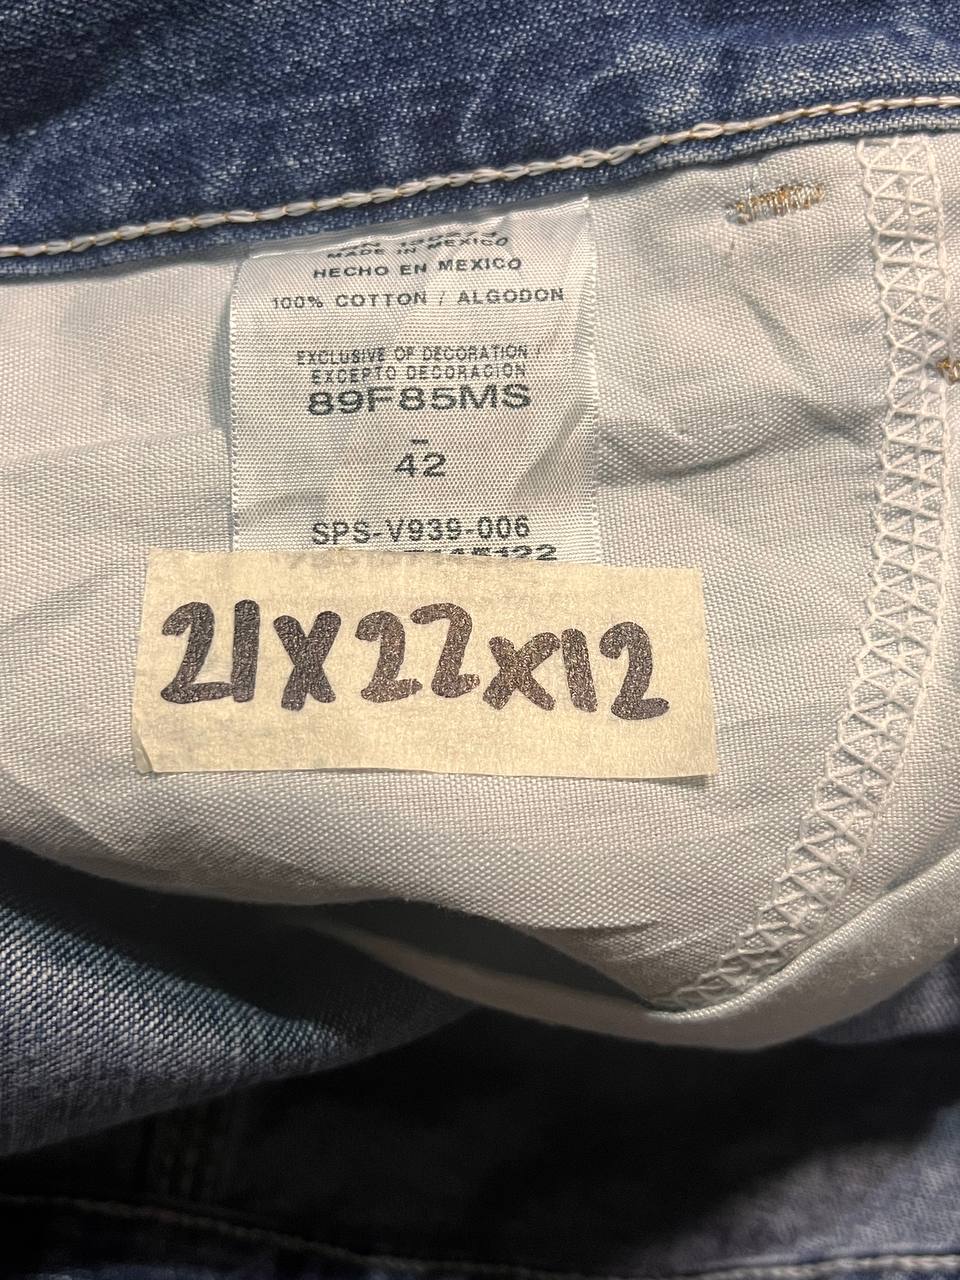 MADE IN MEXICO
HECHO EN MEXICO
100% COTTON / ALGODON
EXCLUSIVE OF DECORATION /
EXCEPTO DECORACION
89F85MS
-
42
SPS-V939-006
21X22X12